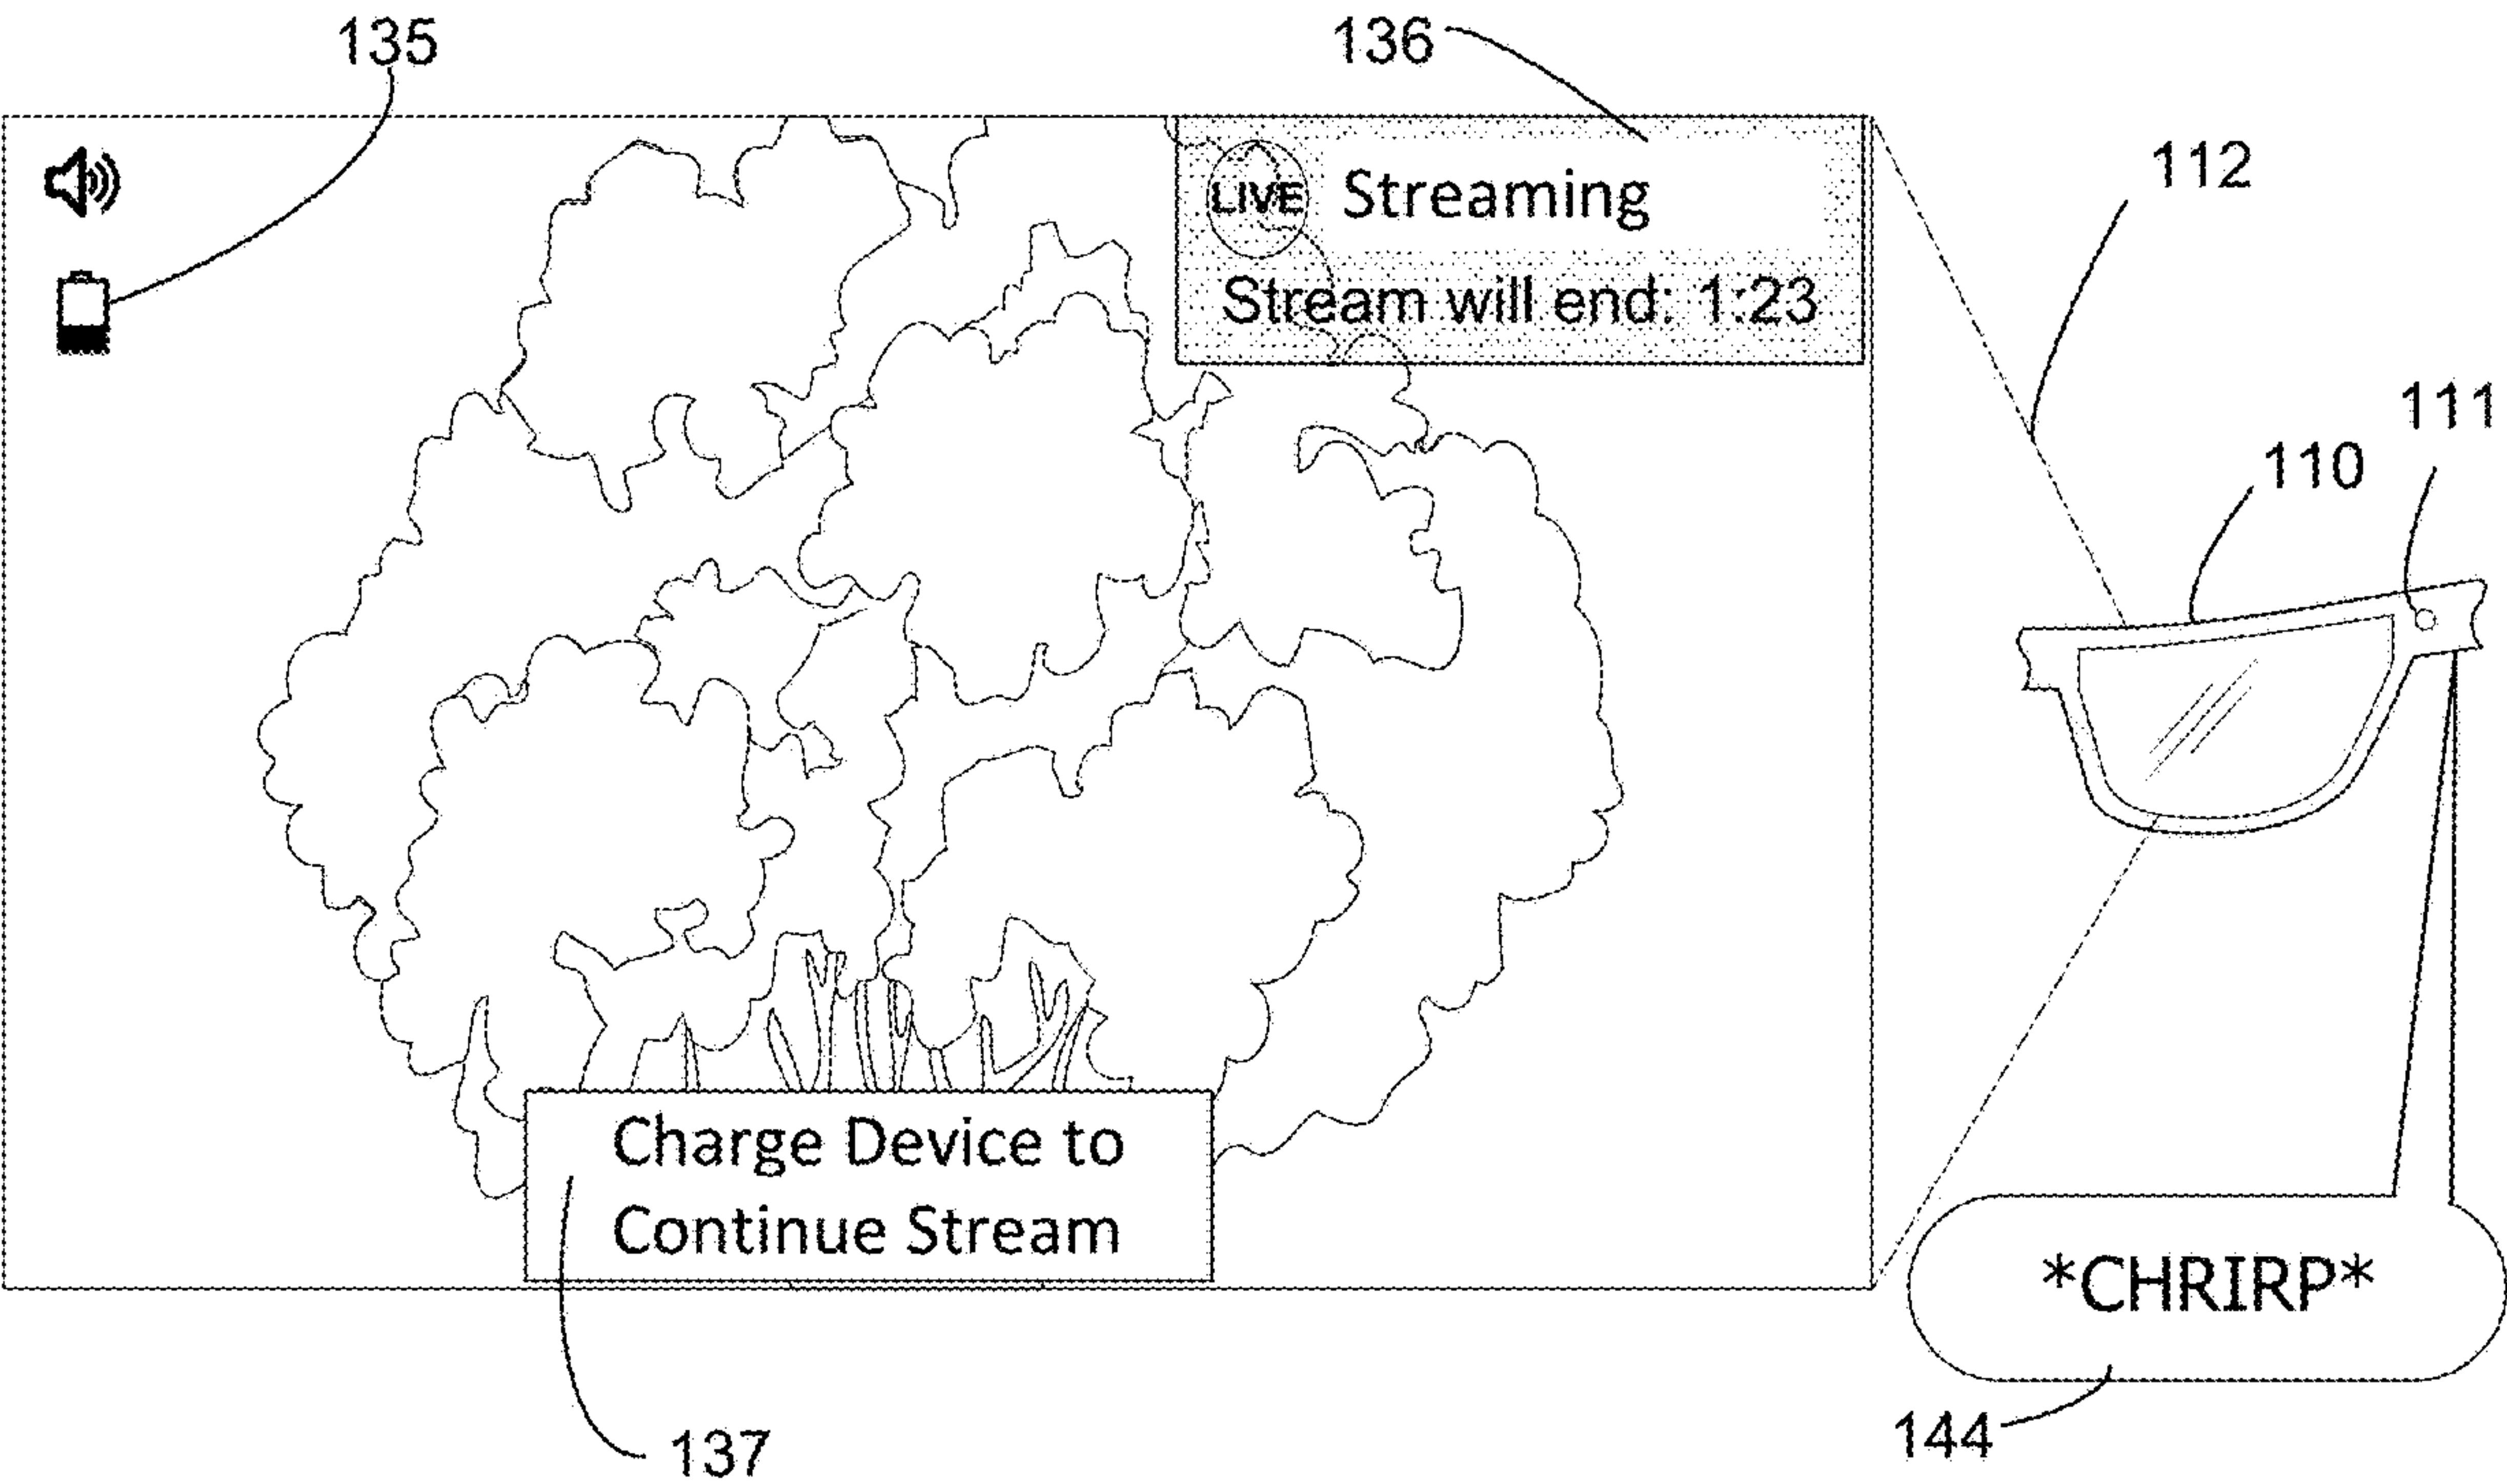 135
136
112
LIVE Streaming
Stream will end: 1:23
111
110
Charge Device to
Continue Stream
*CHRIRP*
144
137